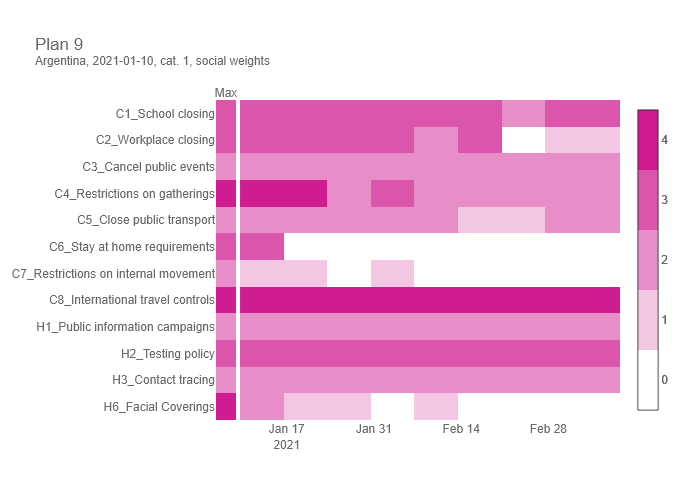 Plan 9
Argentina, 2021-01-10, cat. 1, social weights
Max
C1_School closing
C2_Workplace closing
C3_Cancel public events
C4_Restrictions on gatherings
C5_Close public transport
C6_Stay at home requirements
C7_Restrictions on internal movement
C8_International travel controls
H1_Public information campaigns
H2_Testing policy
H3_Contact tracing
H6_Facial Coverings
Jan 17 Jan 31 Feb 14 Feb 28
2021
4
3
2
1
0